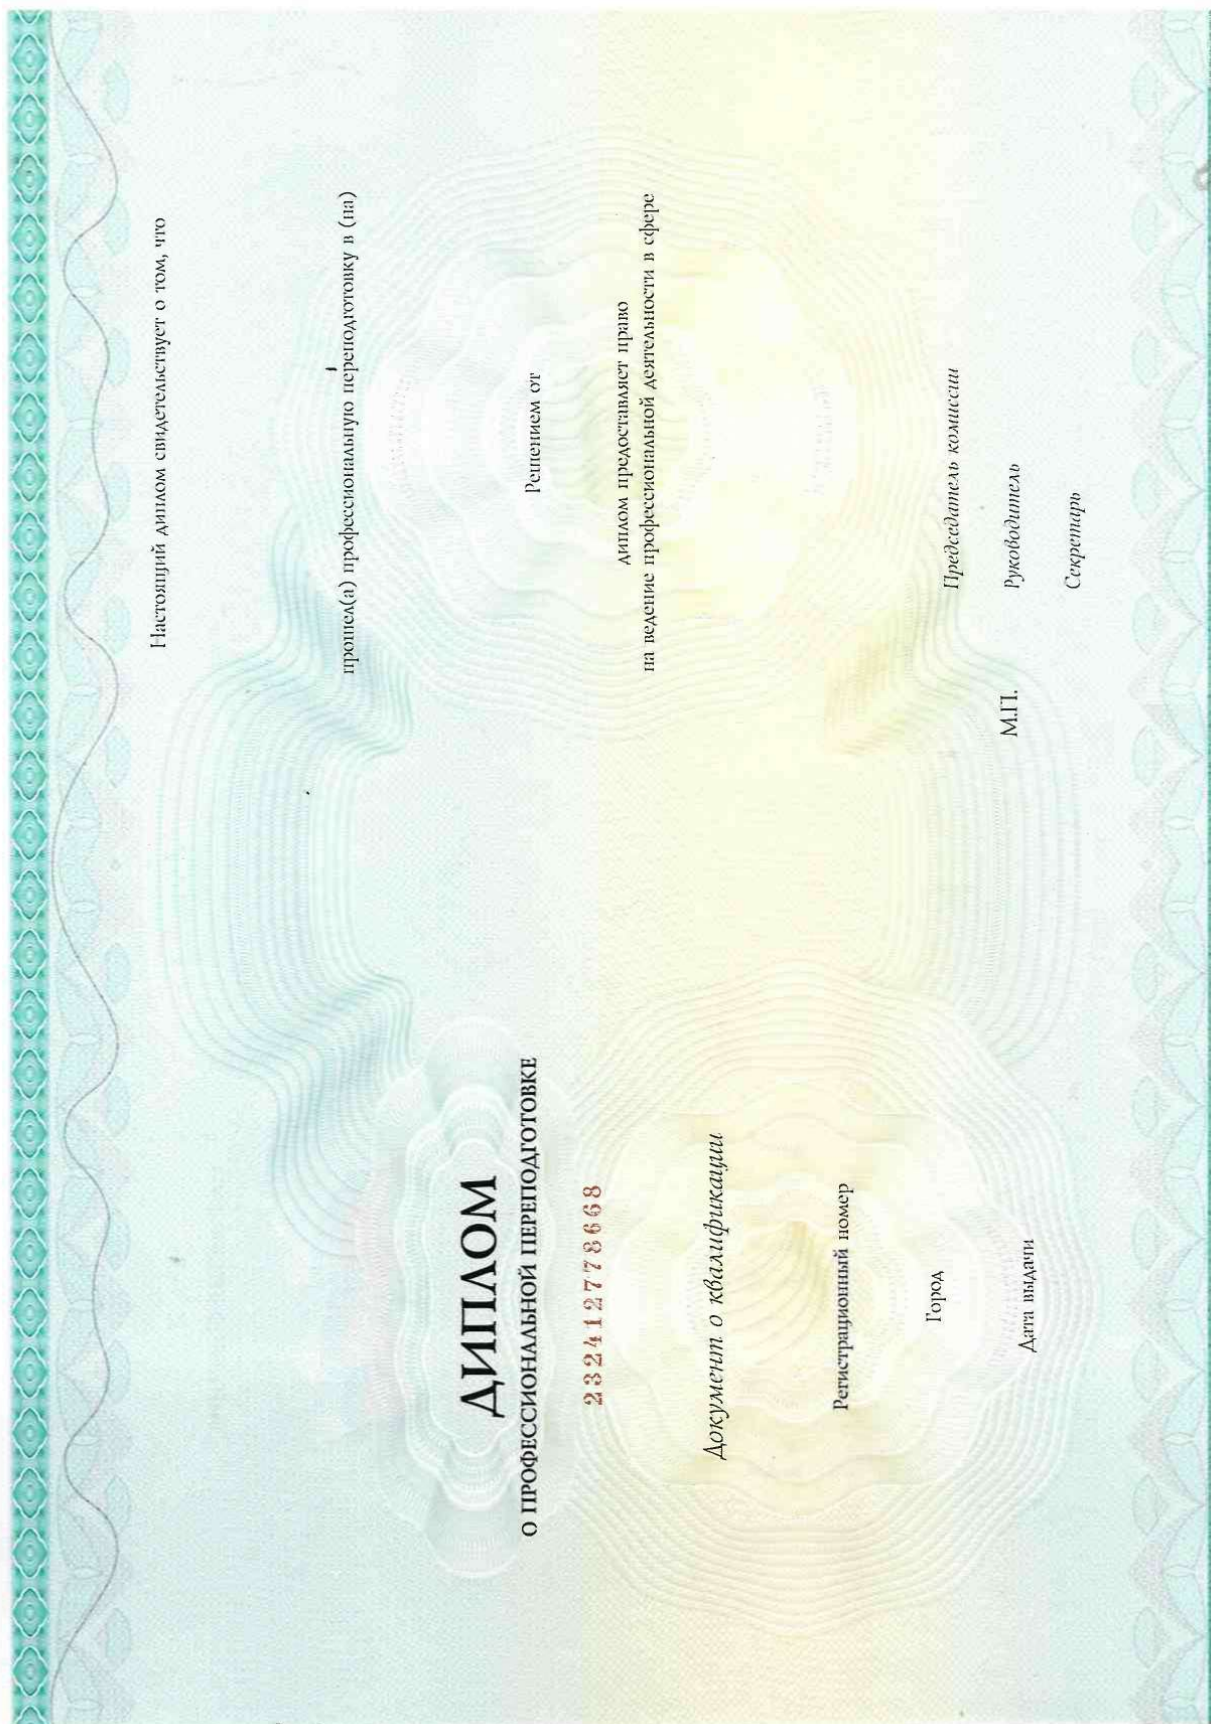 ДИПЛОМ
О ПРОФЕССИОНАЛЬНОЙ ПЕРЕПОДГОТОВКЕ
232412778668
Документ о квалификации
Регистрационный номер
Город
Дата выдачи
Настоящий диплом свидетельствует о том, что
прошел(а) профессиональную переподготовку в (на)
Решением от
диплом предоставляет право
на ведение профессиональной деятельности в сфере
Председатель комиссии
М.П.
Руководитель
Секретарь